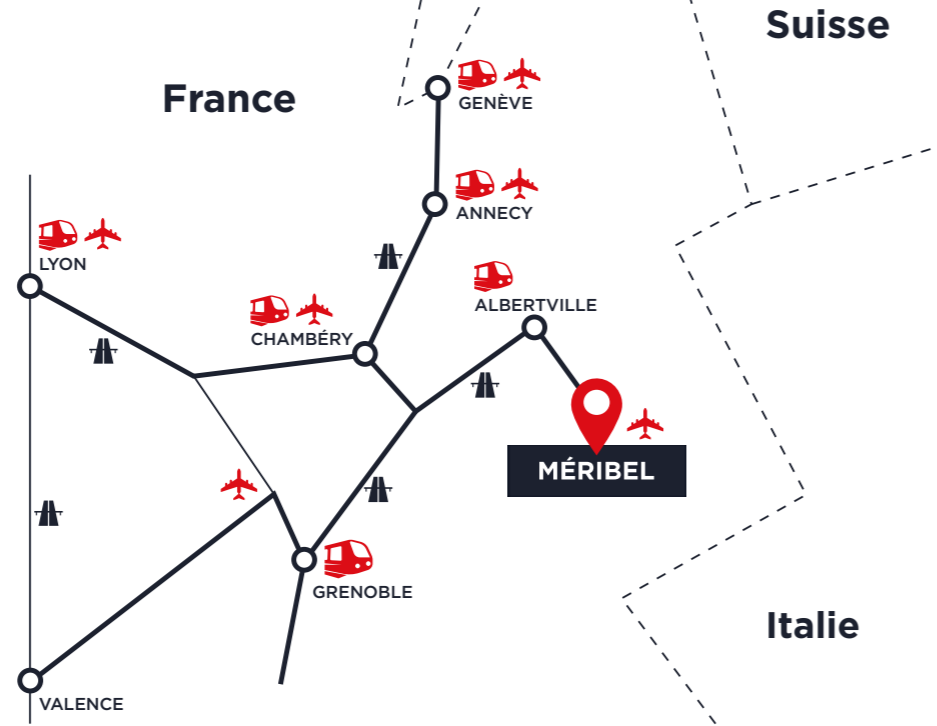 Suisse
France
GENÈVE
ANNECY
LYON
ALBERTVILLE
CHAMBÉRY
MÉRIBEL
GRENOBLE
Italie
VALENCE